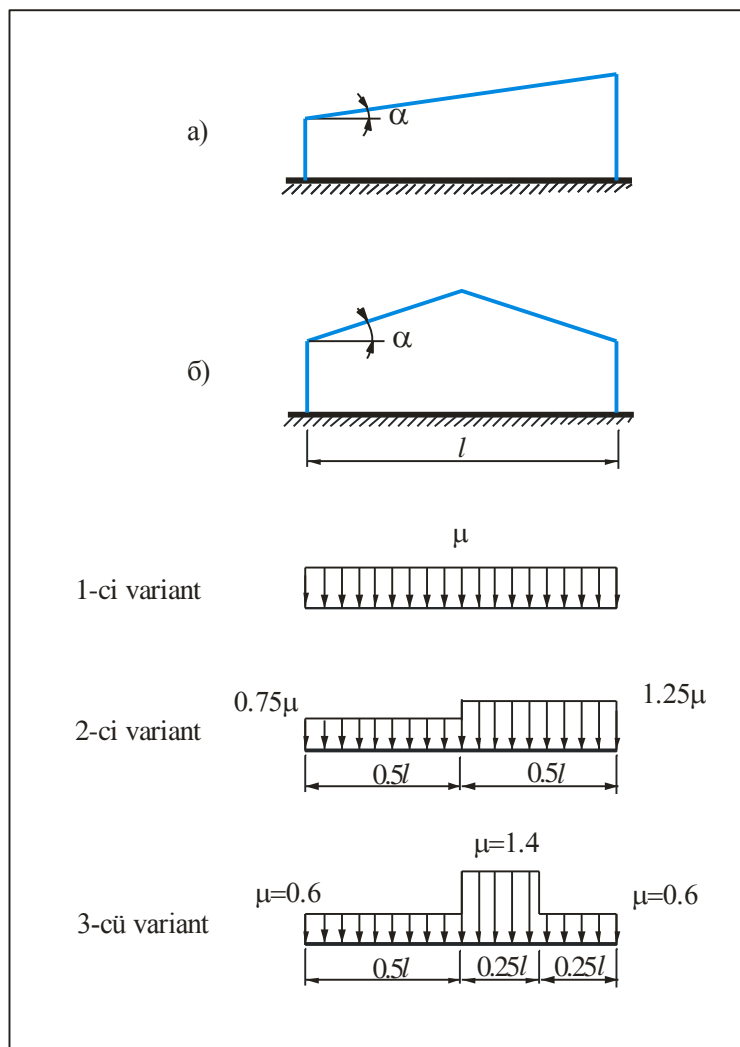 а)
α
б)
α
l
μ
1-ci variant
0.75μ
1.25μ
2-ci variant
0.5l 0.5l
μ=1.4
μ=0.6 μ=0.6
3-cü variant
0.5l 0.25l 0.25l